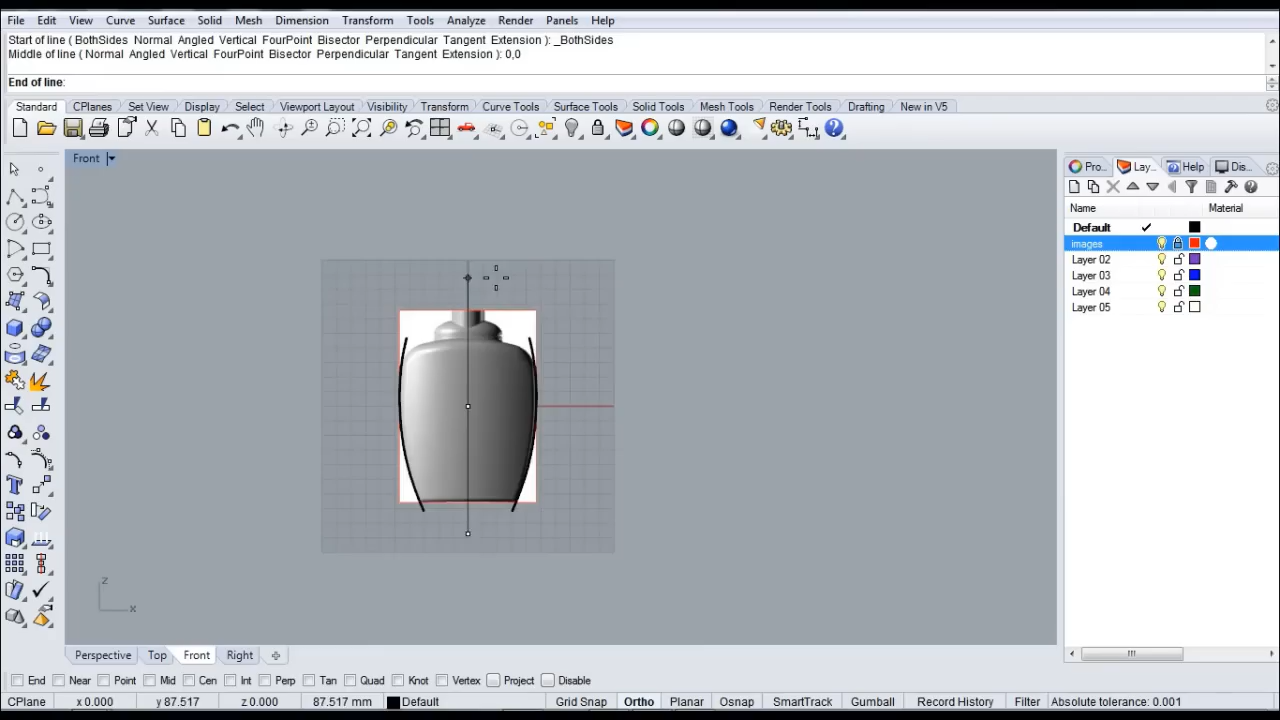 File Edit View Curve Surface Solid Mesh Dimension Transform Tools Analyze Render Panels Help
Start of line ( BothSides Normal Angled Vertical FourPoint Bisector Perpendicular Tangent Extension ): _BothSides
Middle of line ( Normal Angled Vertical FourPoint Bisector Perpendicular Tangent Extension ): 0,0
End of line:
Standard CPlanes Set View Display Select Viewport Layout Visibility Transform Curve Tools Surface Tools Solid Tools Mesh Tools Render Tools Drafting New in V5
Front
Pro... Lay... Help Dis...
Name Material
Default
images
Layer 02
Layer 03
Layer 04
Layer 05
z
x
Perspective Top Front Right
End Near Point Mid Cen Int Perp Tan Quad Knot Vertex Project Disable
CPlane x 0.000 y 87.517 z 0.000 87.517 mm Default Grid Snap Ortho Planar Osnap SmartTrack Gumball Record History Filter Absolute tolerance: 0.001